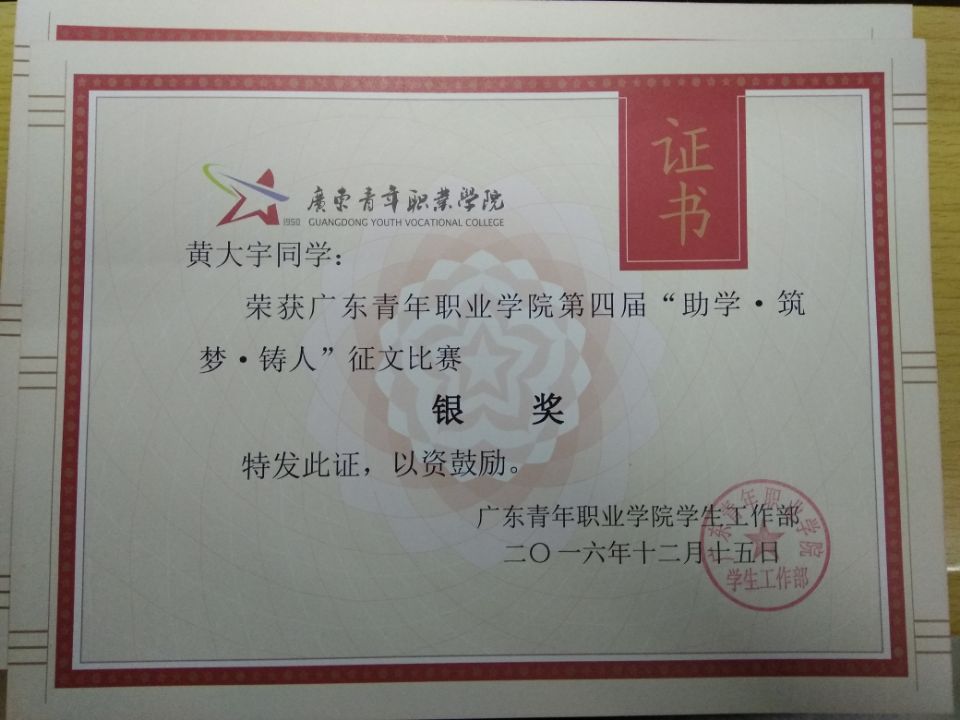 证书
廣東青年职業学院
1950 GUANGDONG YOUTH VOCATIONAL COLLEGE
黄大宇同学：
荣获广东青年职业学院第四届“助学·筑
梦·铸人”征文比赛
银 奖
特发此证，以资鼓励。
广东青年职业学院学生工作部
二〇一六年十二月十五日
广东青年职业学院
学生工作部